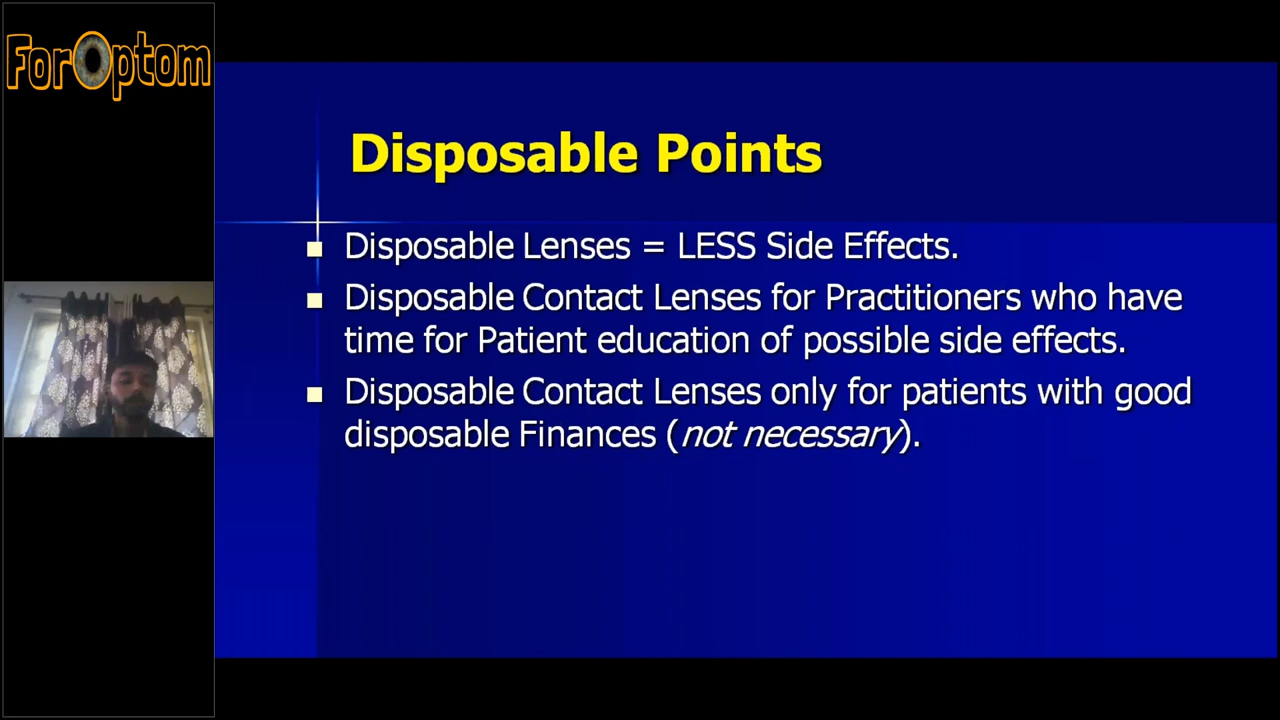 ForOptom
Disposable Points
Disposable Lenses = LESS Side Effects.
Disposable Contact Lenses for Practitioners who have
time for Patient education of possible side effects.
Disposable Contact Lenses only for patients with good
disposable Finances (not necessary).